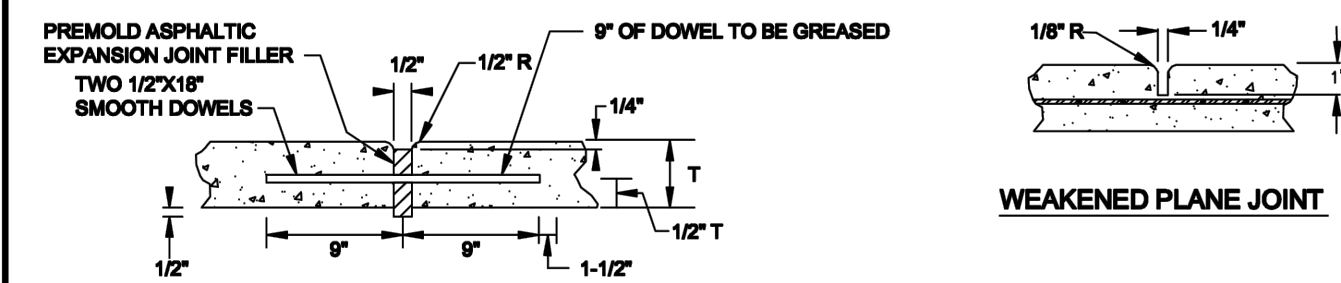 PREMOLD ASPHALTIC
EXPANSION JOINT FILLER
TWO 1/2"X18"
SMOOTH DOWELS
1/2"
1/2" R
9" OF DOWEL TO BE GREASED
1/4"
T
1/2" T
1/2"
9"
9"
1-1/2"
1/8" R
1/4"
1"
WEAKENED PLANE JOINT